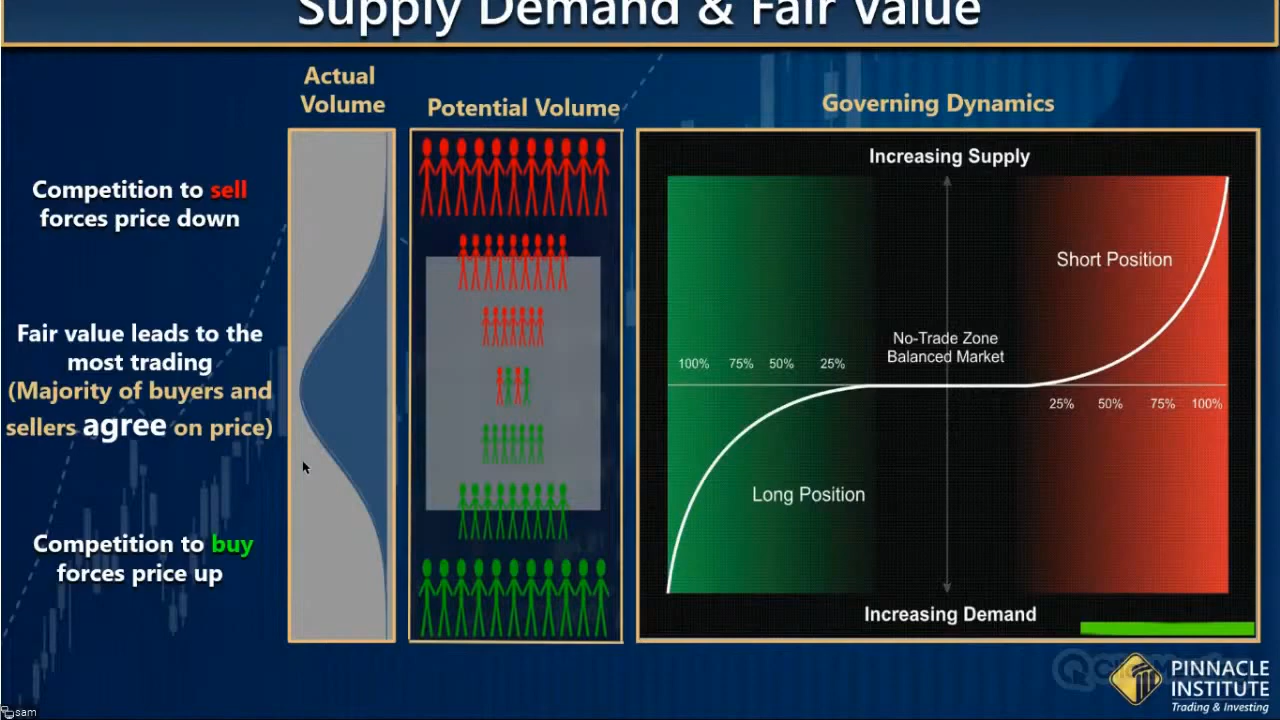 Supply Demand & Fair Value
Actual
Volume
Potential Volume
Governing Dynamics
Competition to sell
forces price down
Fair value leads to the
most trading
(Majority of buyers and
sellers agree on price)
Competition to buy
forces price up
Increasing Supply
Short Position
No-Trade Zone
Balanced Market
100% 75% 50% 25%
25% 50% 75% 100%
Long Position
Increasing Demand
PINNACLE
INSTITUTE
Trading & Investing
sam